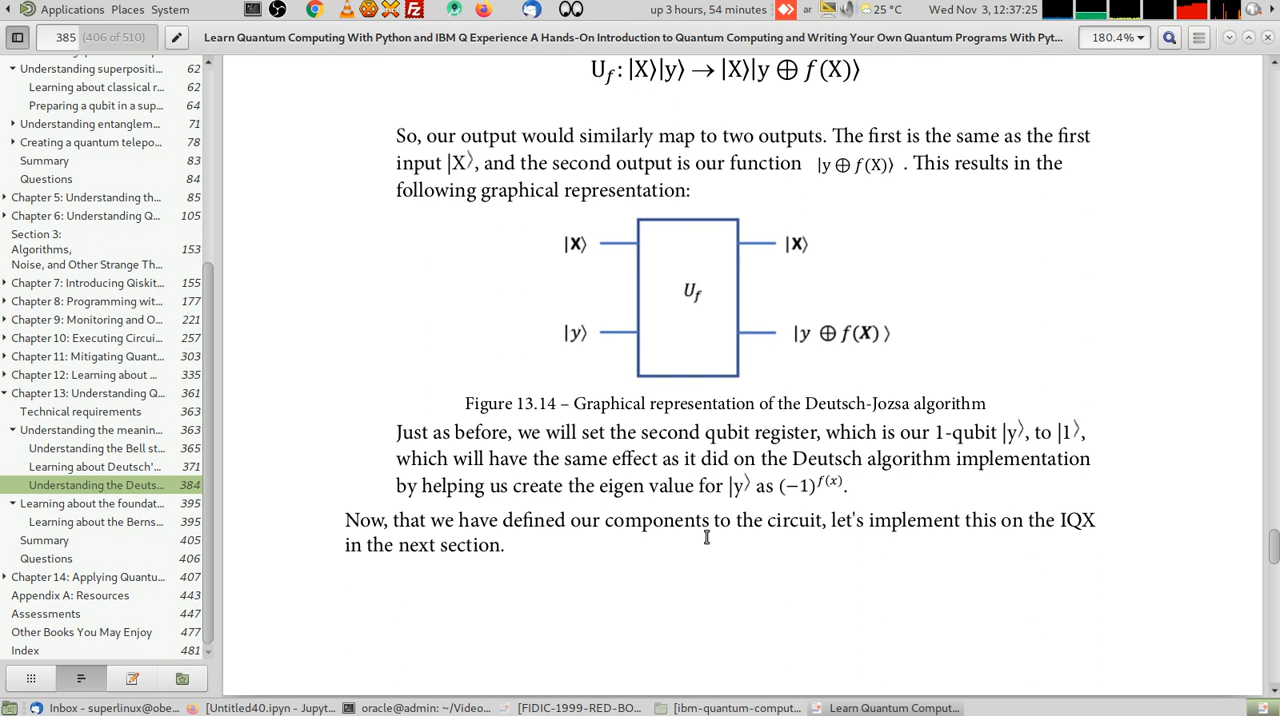 Applications Places System
up 3 hours, 54 minutes
ar
25 °C
Wed Nov 3, 12:37:25
385
(406 of 510)
Learn Quantum Computing With Python and IBM Q Experience A Hands-On Introduction to Quantum Computing and Writing Your Own Quantum Programs With Pyt...
180.4%
Understanding superpositi... 62
Learning about classical r... 62
Preparing a qubit in a sup... 64
Understanding entanglem... 71
Creating a quantum telepo... 78
Summary 83
Questions 84
Chapter 5: Understanding th... 85
Chapter 6: Understanding Q... 105
Section 3:
Algorithms, 153
Noise, and Other Strange Th...
Chapter 7: Introducing Qiskit... 155
Chapter 8: Programming wit... 177
Chapter 9: Monitoring and O... 221
Chapter 10: Executing Circui... 257
Chapter 11: Mitigating Quant... 303
Chapter 12: Learning about ... 335
Chapter 13: Understanding Q... 361
Technical requirements 363
Understanding the meanin... 363
Understanding the Bell st... 365
Learning about Deutsch'... 371
Understanding the Deuts... 384
Learning about the foundat... 395
Learning about the Berns... 395
Summary 405
Questions 406
Chapter 14: Applying Quantu... 407
Appendix A: Resources 443
Assessments 447
Other Books You May Enjoy 477
Index 481
U_f: |X⟩|y⟩ → |X⟩|y ⊕ f(X)⟩
So, our output would similarly map to two outputs. The first is the same as the first
input |X⟩, and the second output is our function |y ⊕ f(X)⟩ . This results in the
following graphical representation:
|X⟩ |X⟩
U_f
|y⟩ |y ⊕ f(X) ⟩
Figure 13.14 – Graphical representation of the Deutsch-Jozsa algorithm
Just as before, we will set the second qubit register, which is our 1-qubit |y⟩, to |1⟩,
which will have the same effect as it did on the Deutsch algorithm implementation
by helping us create the eigen value for |y⟩ as (−1)^f(x).
Now, that we have defined our components to the circuit, let's implement this on the IQX
in the next section.
Inbox - superlinux@obe...
[Untitled40.ipyn - Jupyt...
oracle@admin: ~/Video...
[FIDIC-1999-RED-BO...
[ibm-quantum-comput...
Learn Quantum Comput...